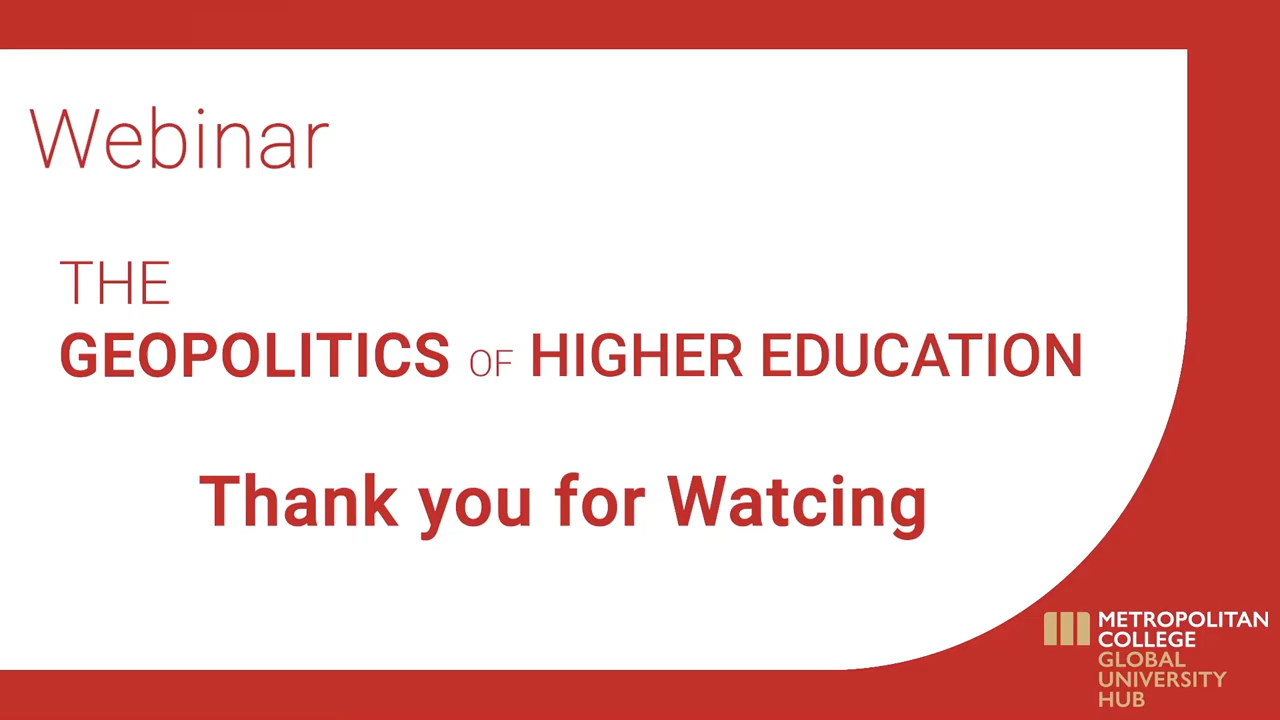 Webinar
THE
GEOPOLITICS OF HIGHER EDUCATION
Thank you for Watcing
METROPOLITAN
COLLEGE
GLOBAL
UNIVERSITY
HUB